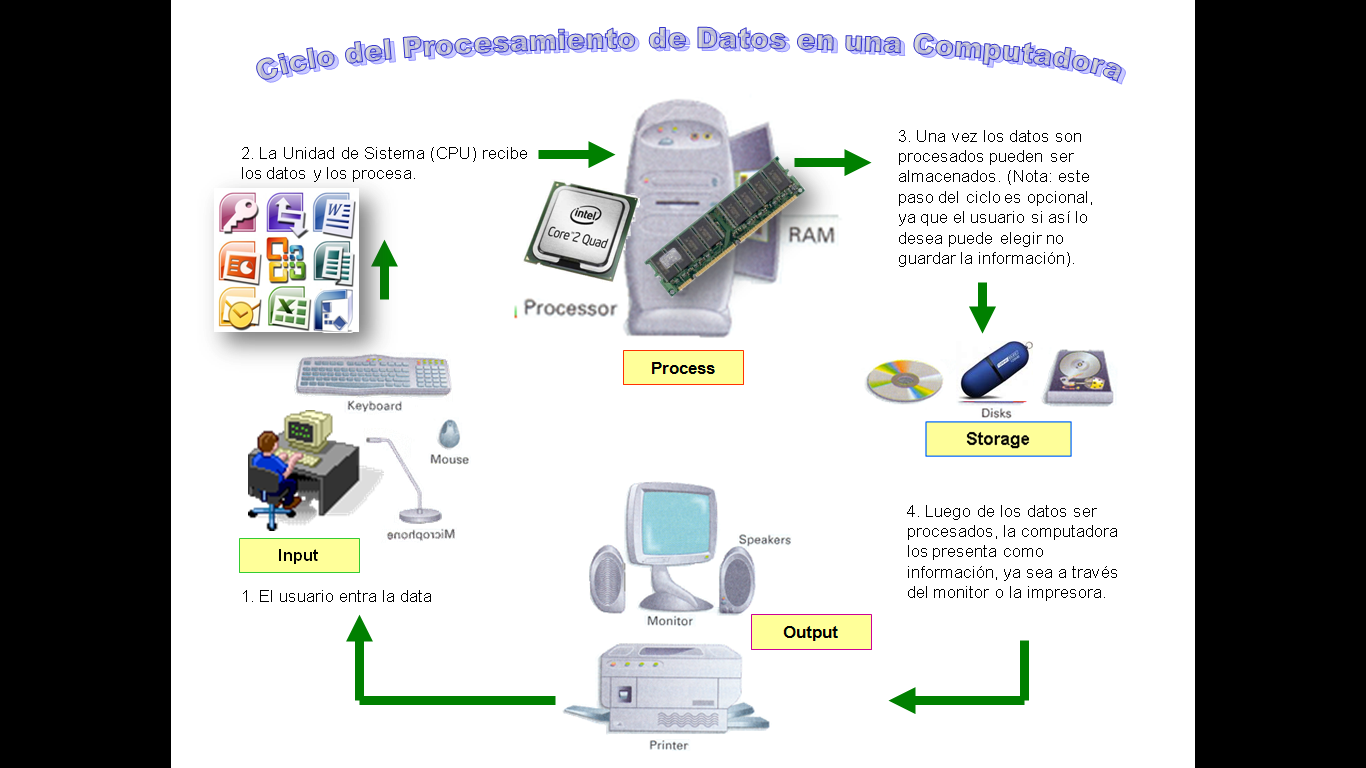 Ciclo del Procesamiento de Datos en una Computadora
2. La Unidad de Sistema (CPU) recibe
los datos y los procesa.
intel
Core™2 Quad
Processor
RAM
Process
3. Una vez los datos son
procesados pueden ser
almacenados. (Nota: este
paso del ciclo es opcional,
ya que el usuario si así lo
desea puede elegir no
guardar la información).
Disks
Storage
Keyboard
Mouse
Microphone
Input
1. El usuario entra la data
4. Luego de los datos ser
procesados, la computadora
los presenta como
información, ya sea a través
del monitor o la impresora.
Speakers
Monitor
Output
Printer